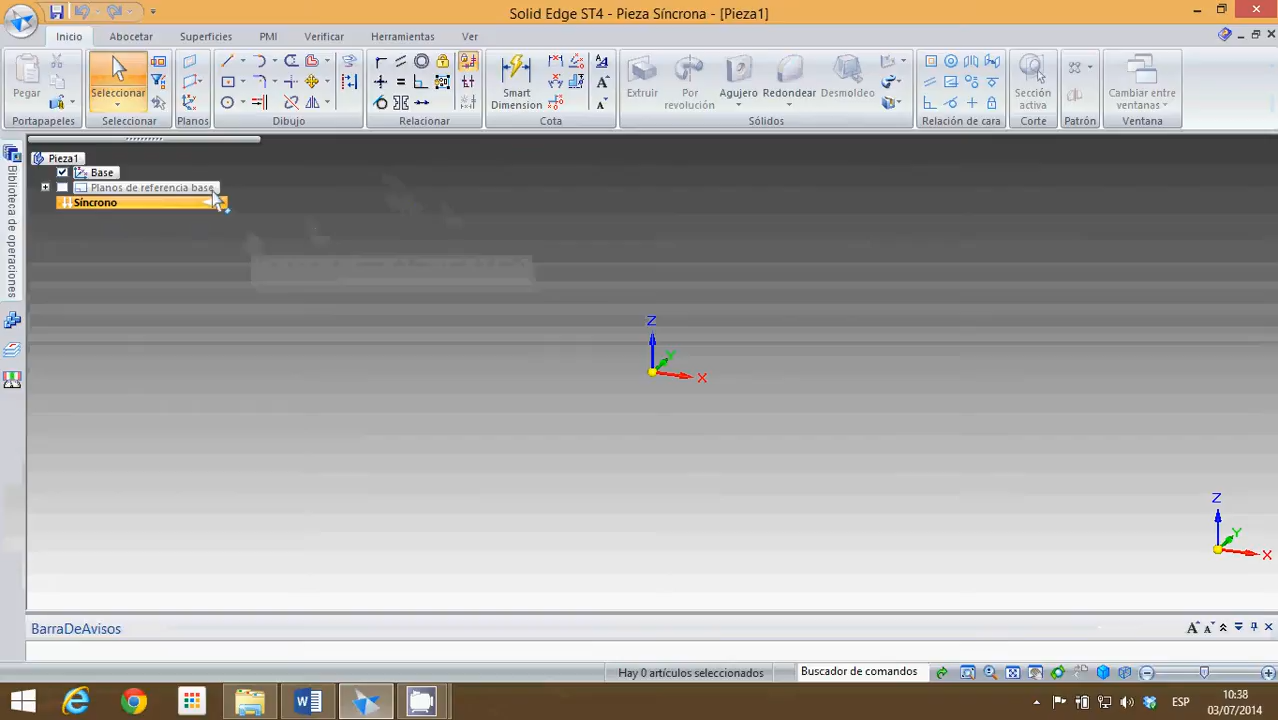 Solid Edge ST4 - Pieza Síncrona - [Pieza1]
Inicio Abocetar Superficies PMI Verificar Herramientas Ver
Pegar Seleccionar Smart Dimension Extruir Por revolución Agujero Redondear Desmoldeo Sección activa Cambiar entre ventanas
Portapapeles Seleccionar Planos Dibujo Relacionar Cota Sólidos Relación de cara Corte Patrón Ventana
Biblioteca de operaciones
Pieza1
Base
Planos de referencia base
Síncrono
Z
Y
X
Z
Y
X
BarraDeAvisos
Hay 0 artículos seleccionados Buscador de comandos
ESP
10:38
03/07/2014